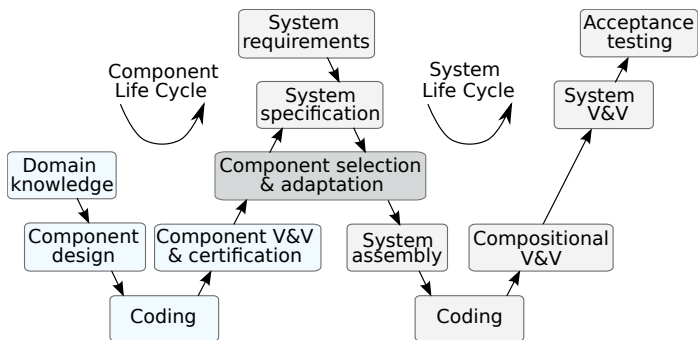 System
requirements
Acceptance
testing
Component
Life Cycle
System
Life Cycle
System
specification
System
V&V
Domain
knowledge
Component selection
& adaptation
Component
design
Component V&V
& certification
System
assembly
Compositional
V&V
Coding
Coding